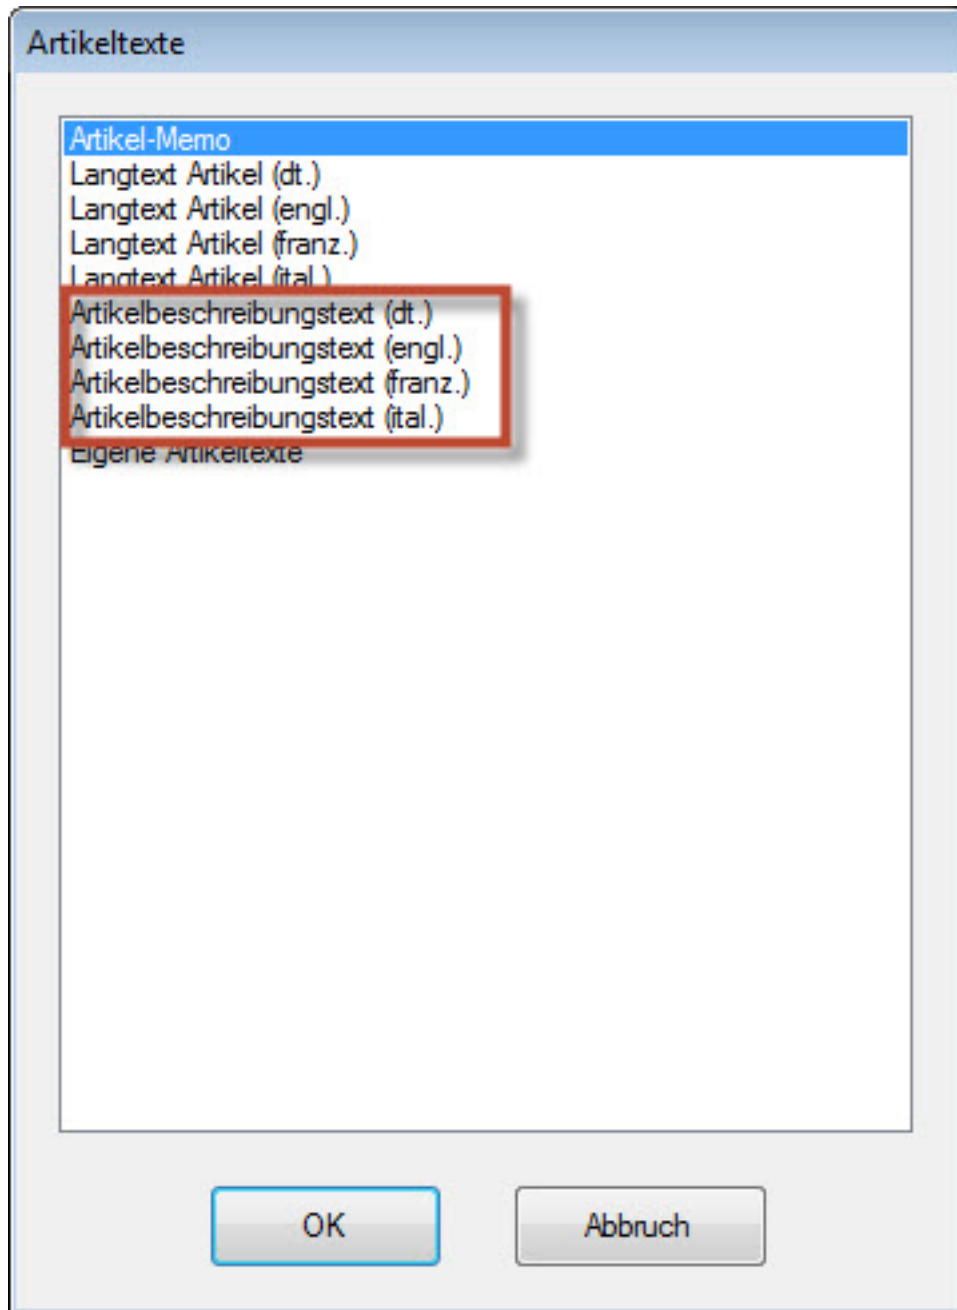 Artikeltexte
Artikel-Memo
Langtext Artikel (dt.)
Langtext Artikel (engl.)
Langtext Artikel (franz.)
Langtext Artikel (ital.)
Artikelbeschreibungstext (dt.)
Artikelbeschreibungstext (engl.)
Artikelbeschreibungstext (franz.)
Artikelbeschreibungstext (ital.)
Eigene Artikeltexte
OK
Abbruch